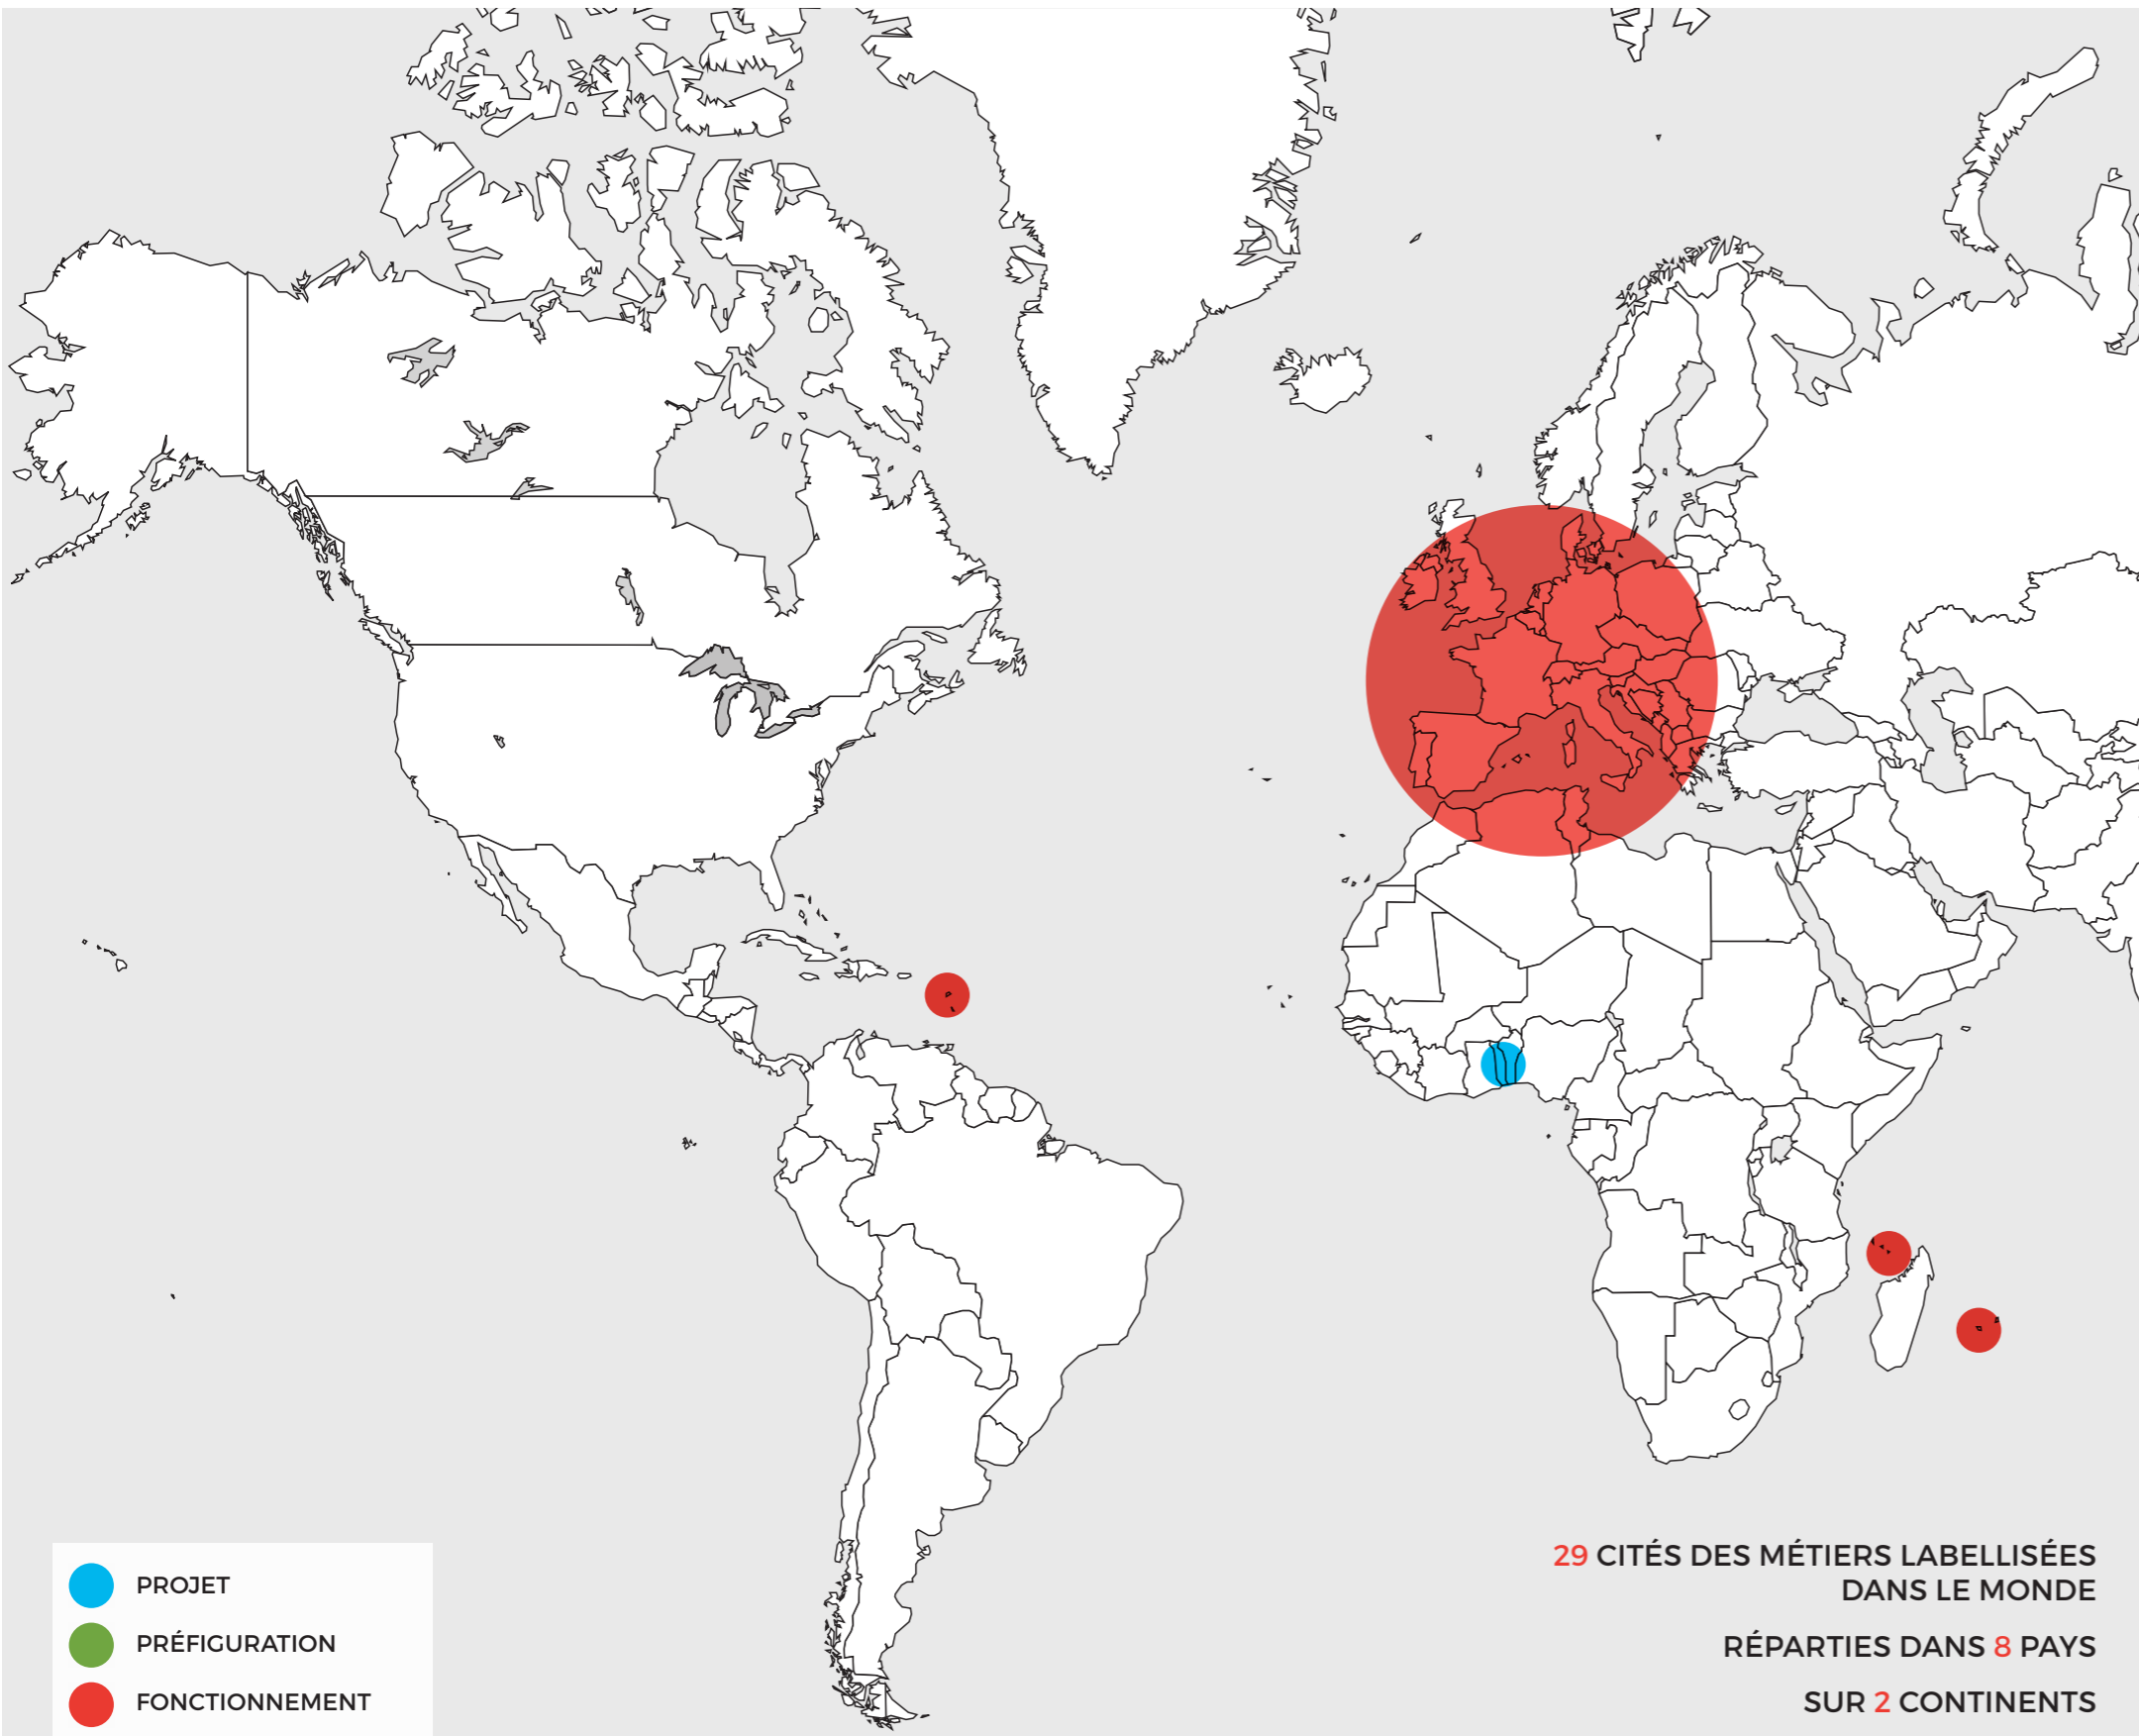 PROJET
PRÉFIGURATION
FONCTIONNEMENT
29 CITÉS DES MÉTIERS LABELLISÉES
DANS LE MONDE
RÉPARTIES DANS 8 PAYS
SUR 2 CONTINENTS